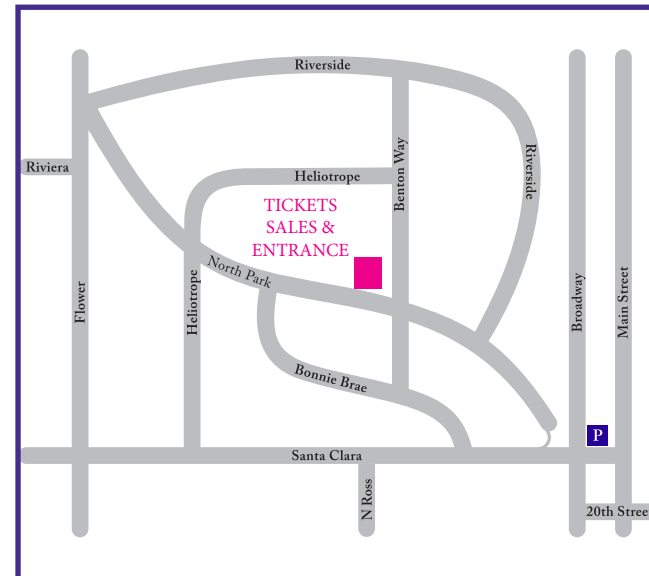 Riverside
Riverside
Riviera
Heliotrope
Benton Way
TICKETS
SALES &
ENTRANCE
North Park
Heliotrope
Flower
Broadway
Main Street
Bonnie Brae
P
Santa Clara
N Ross
20th Stree